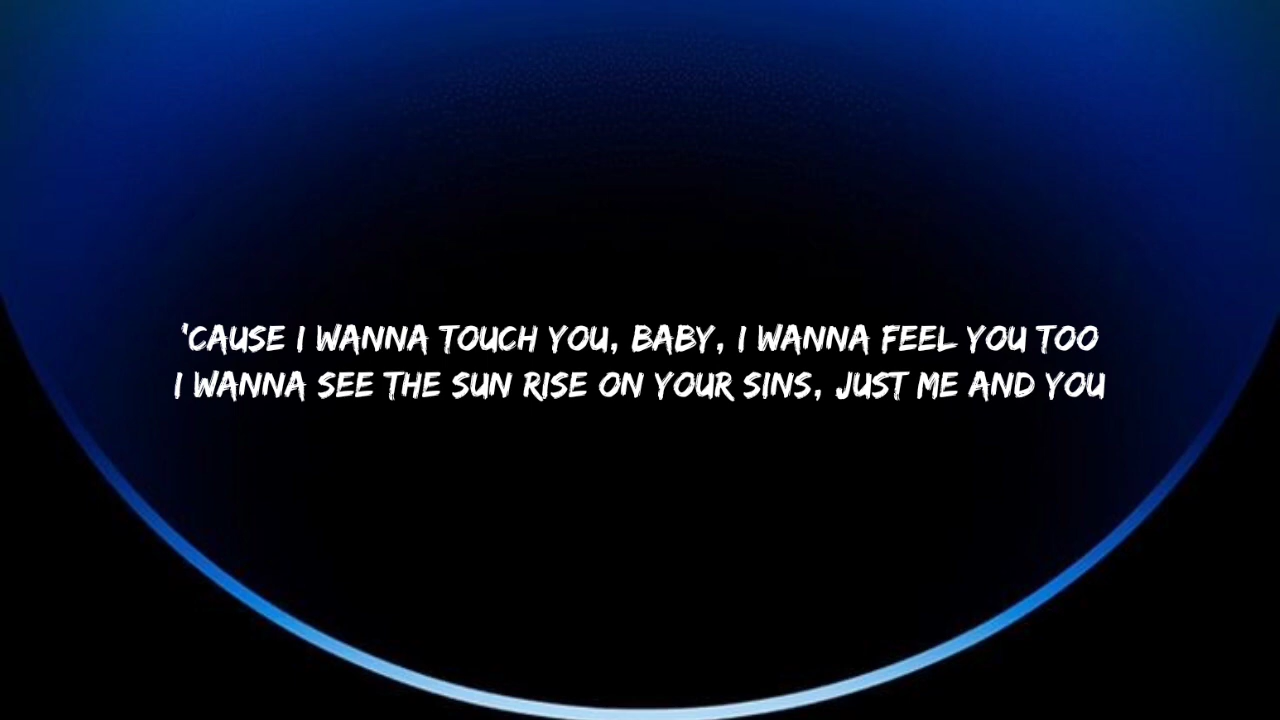 'CAUSE I WANNA TOUCH YOU, BABY, I WANNA FEEL YOU TOO
I WANNA SEE THE SUN RISE ON YOUR SINS, JUST ME AND YOU